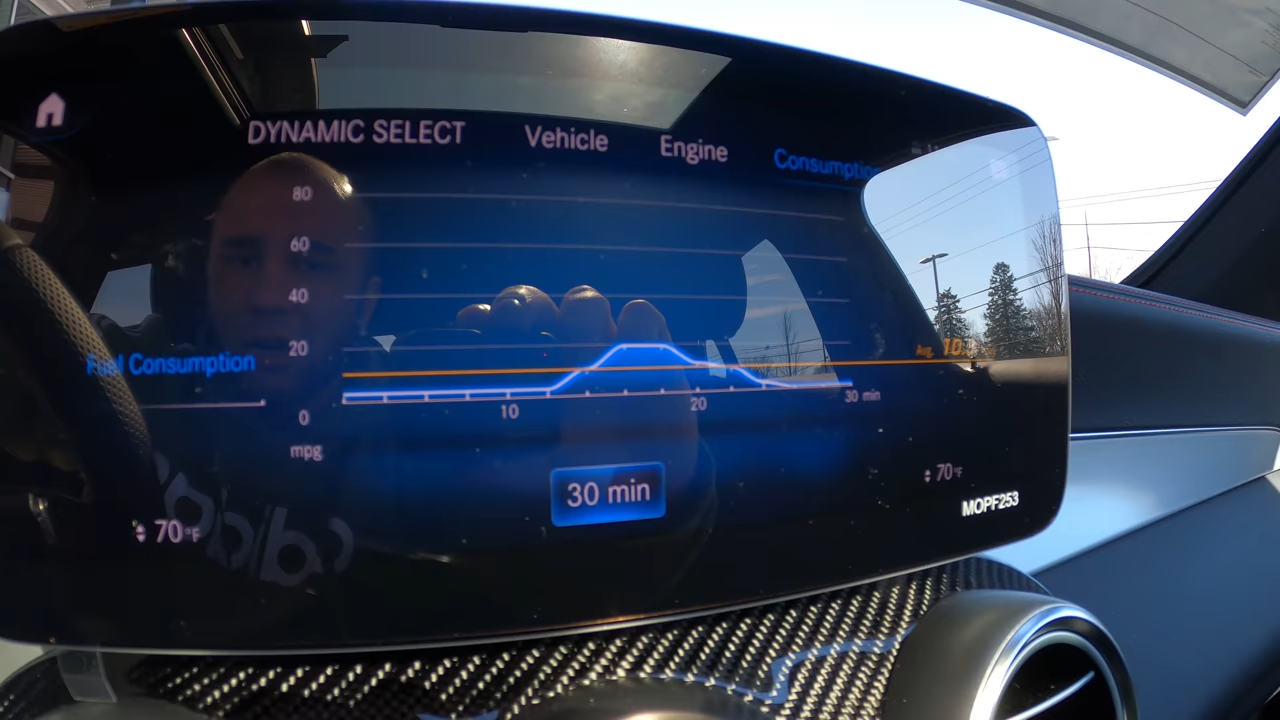 DYNAMIC SELECT
Vehicle
Engine
Consumption
80
60
40
20
0
mpg
Fuel Consumption
10
20
30 min
Avg.
30 min
70°F
70°F
MOPF253